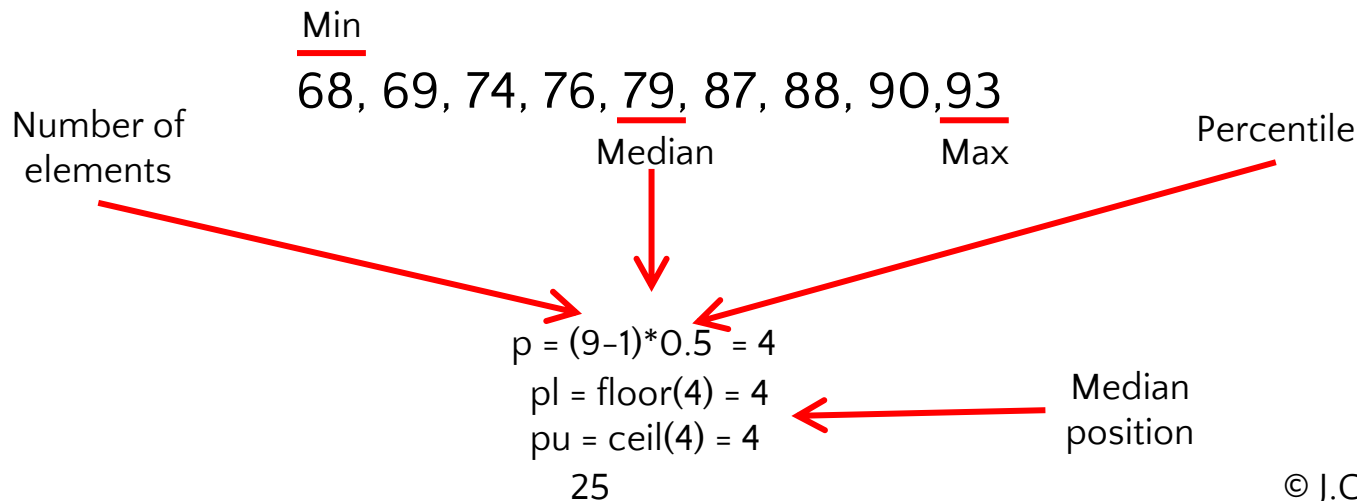 Min
68, 69, 74, 76, 79, 87, 88, 90,93
Number of
elements
Median
Max
Percentile
p = (9-1)*0.5 = 4
pl = floor(4) = 4
pu = ceil(4) = 4
Median
position
25
© J.C